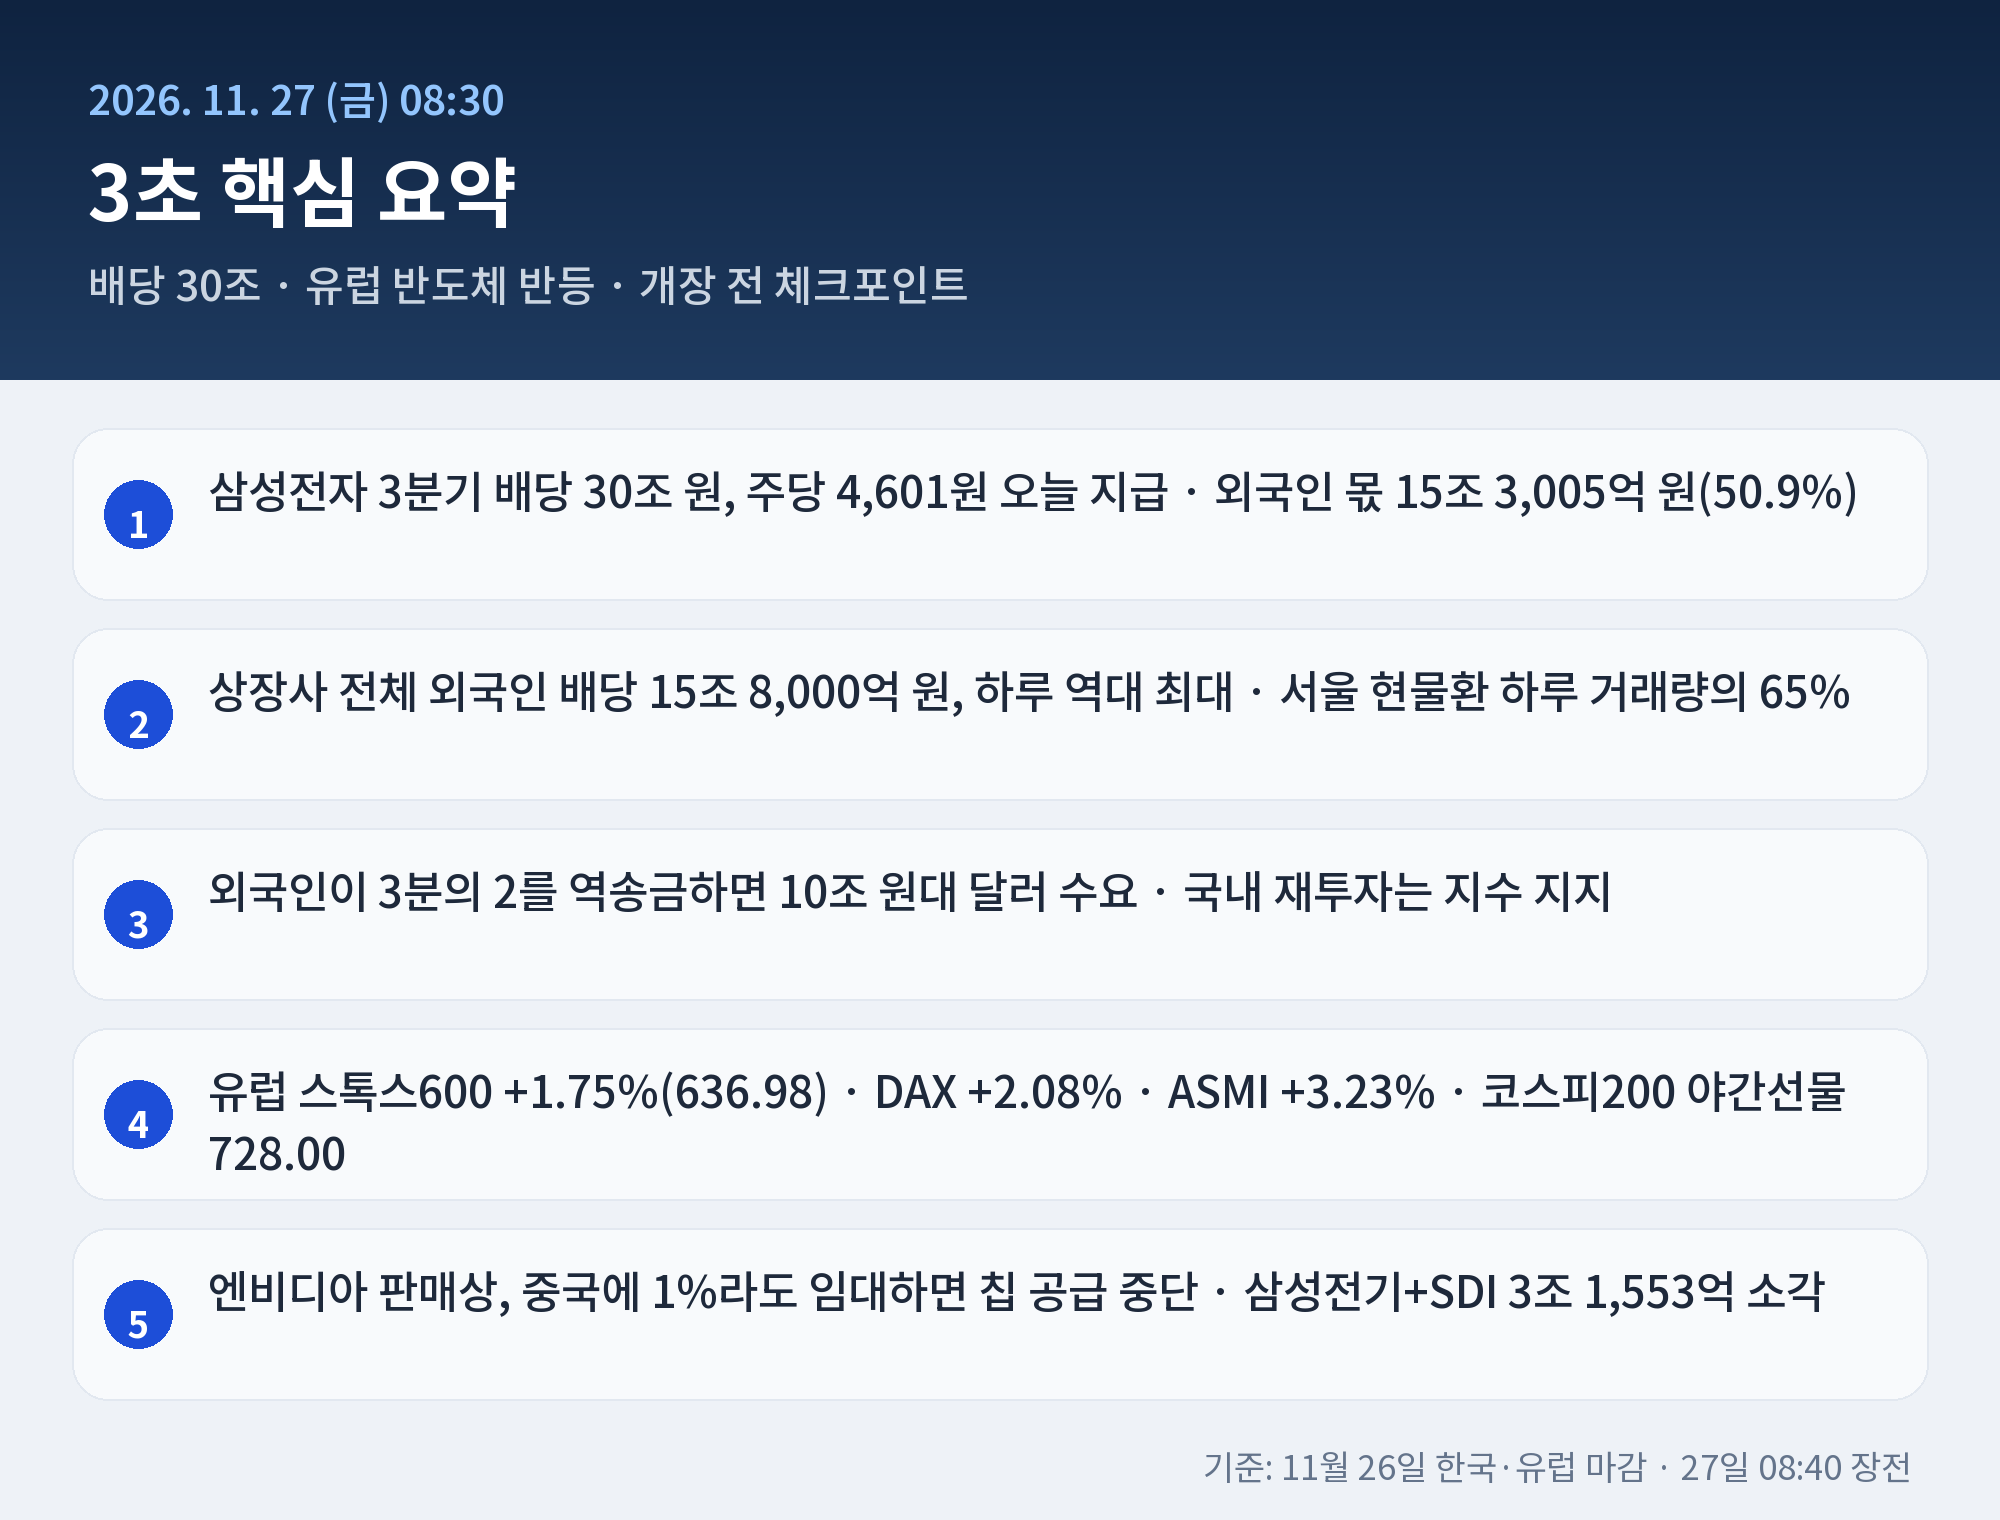 2026. 11. 27 (금) 08:30
3초 핵심 요약
배당 30조 · 유럽 반도체 반등 · 개장 전 체크포인트
1
삼성전자 3분기 배당 30조 원, 주당 4,601원 오늘 지급 · 외국인 몫 15조 3,005억 원(50.9%)
2
상장사 전체 외국인 배당 15조 8,000억 원, 하루 역대 최대 · 서울 현물환 하루 거래량의 65%
3
외국인이 3분의 2를 역송금하면 10조 원대 달러 수요 · 국내 재투자는 지수 지지
4
유럽 스톡스600 +1.75%(636.98) · DAX +2.08% · ASMI +3.23% · 코스피200 야간선물
728.00
5
엔비디아 판매상, 중국에 1%라도 임대하면 칩 공급 중단 · 삼성전기+SDI 3조 1,553억 소각
기준: 11월 26일 한국·유럽 마감 · 27일 08:40 장전